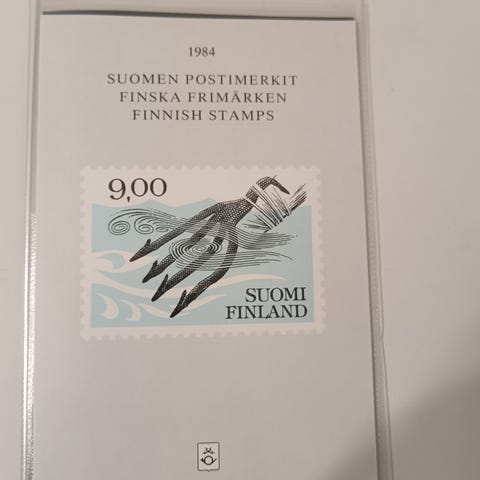 1984
SUOMEN POSTIMERKIT
FINSKA FRIMÄRKEN
FINNISH STAMPS
9,00
SUOMI
FINLAND